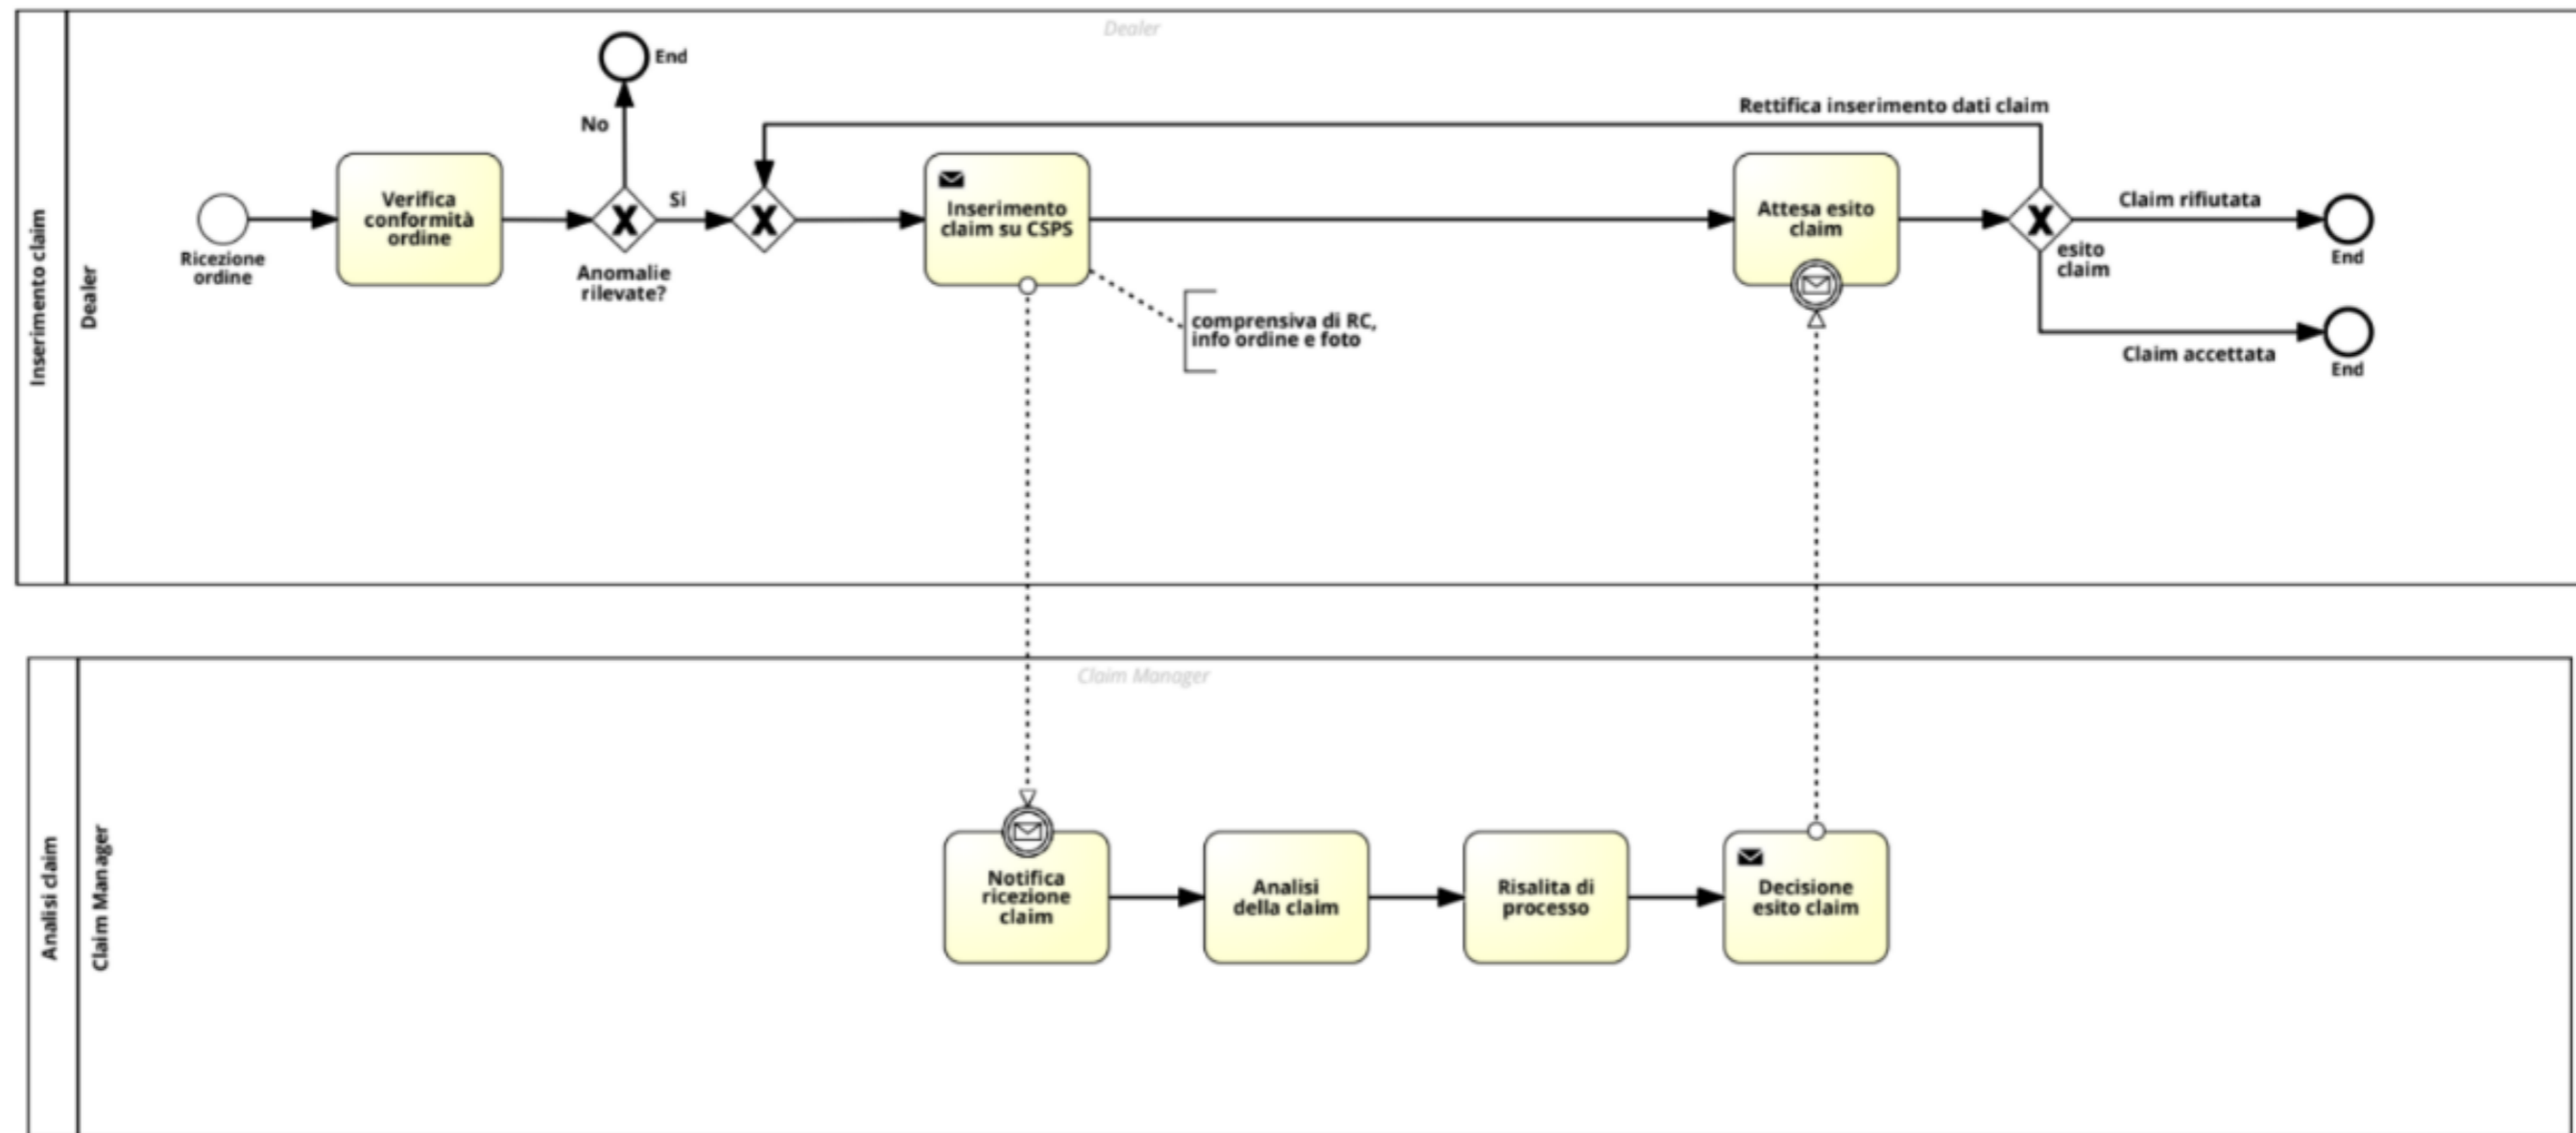 Dealer
Inserimento claim
Dealer
End
No
Rettifica inserimento dati claim
Ricezione
ordine
Verifica
conformità
ordine
Si
Anomalie
rilevate?
Inserimento
claim su CSPS
comprensiva di RC,
info ordine e foto
Attesa esito
claim
esito
claim
Claim rifiutata
End
Claim accettata
End
Claim Manager
Analisi claim
Claim Manager
Notifica
ricezione
claim
Analisi
della claim
Risalita di
processo
Decisione
esito claim